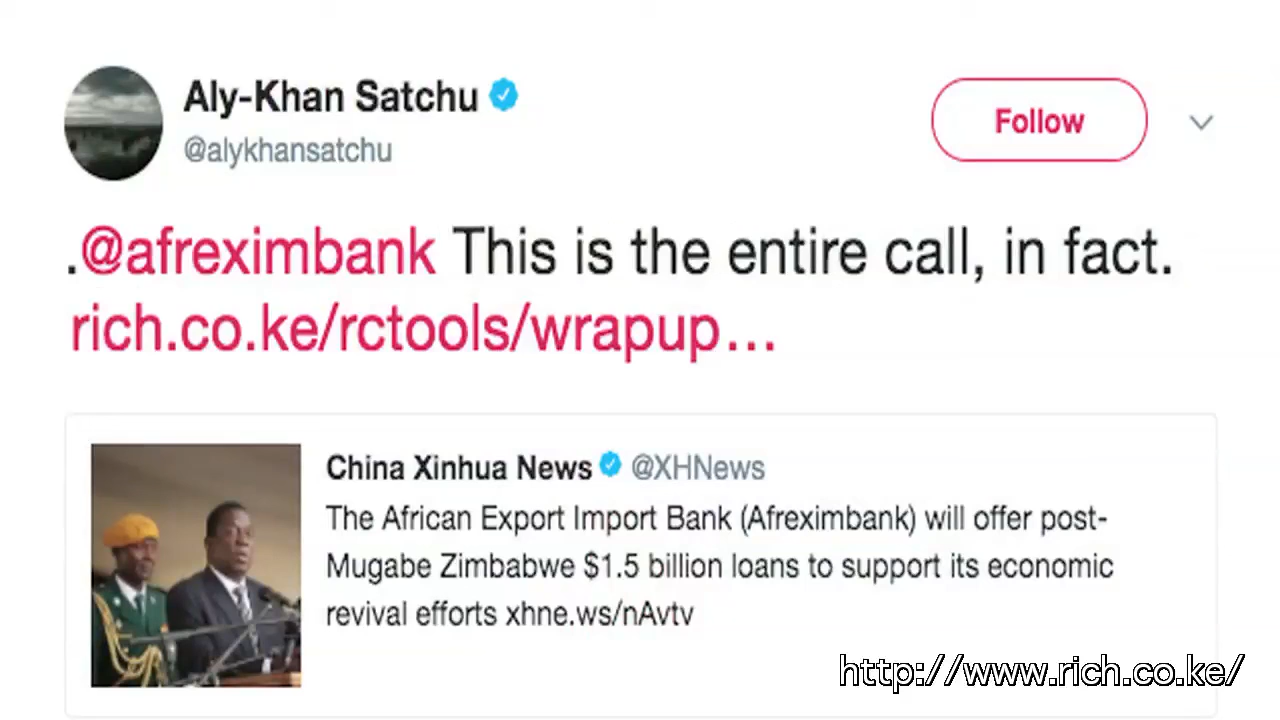 Aly-Khan Satchu
@alykhansatchu
Follow
.@afreximbank This is the entire call, in fact.
rich.co.ke/rctools/wrapup...
China Xinhua News @XHNews
The African Export Import Bank (Afreximbank) will offer post-
Mugabe Zimbabwe $1.5 billion loans to support its economic
revival efforts xhne.ws/nAvtv
http://www.rich.co.ke/